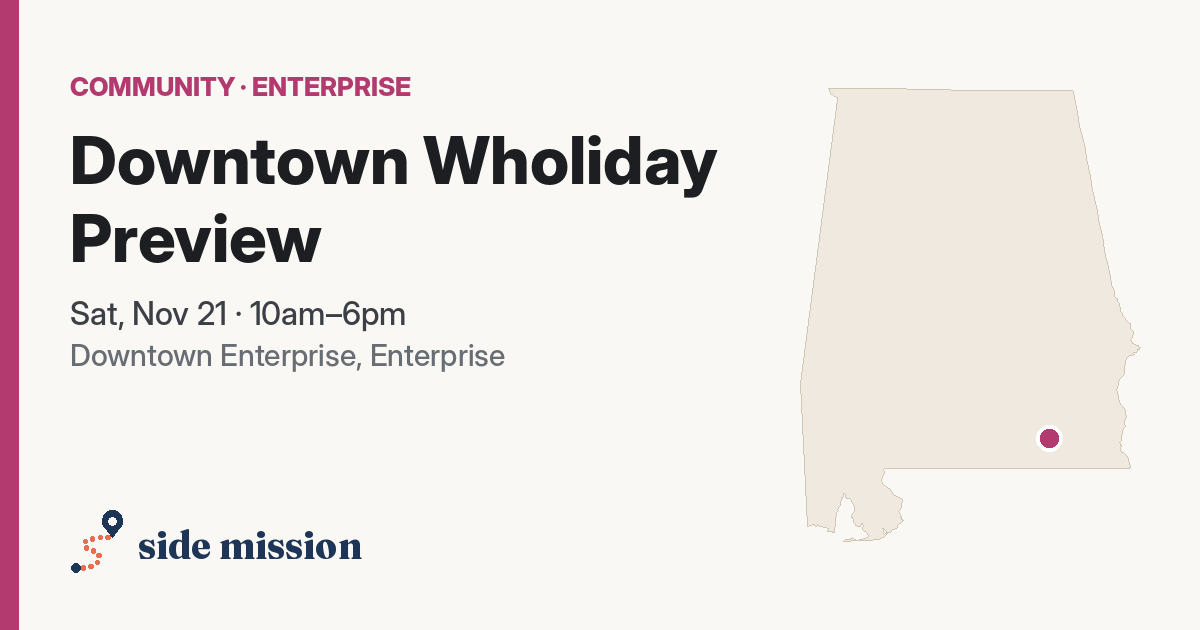 COMMUNITY · ENTERPRISE
Downtown Wholiday
Preview
Sat, Nov 21 · 10am–6pm
Downtown Enterprise, Enterprise
side mission